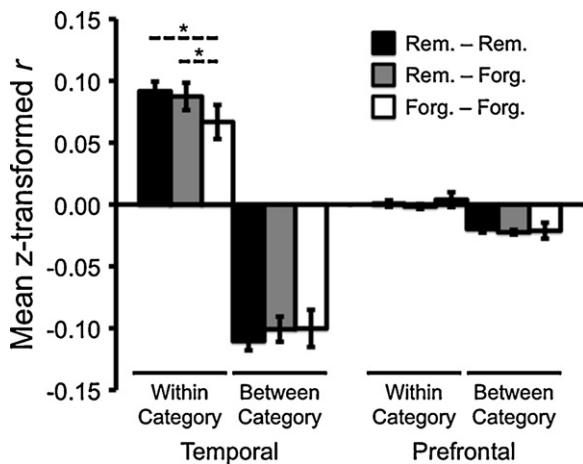 Mean z-transformed r
0.15
0.10
0.05
0.00
-0.05
-0.10
-0.15
* 
*
Rem. – Rem.
Rem. – Forg.
Forg. – Forg.
Within Category
Between Category
Within Category
Between Category
Temporal
Prefrontal